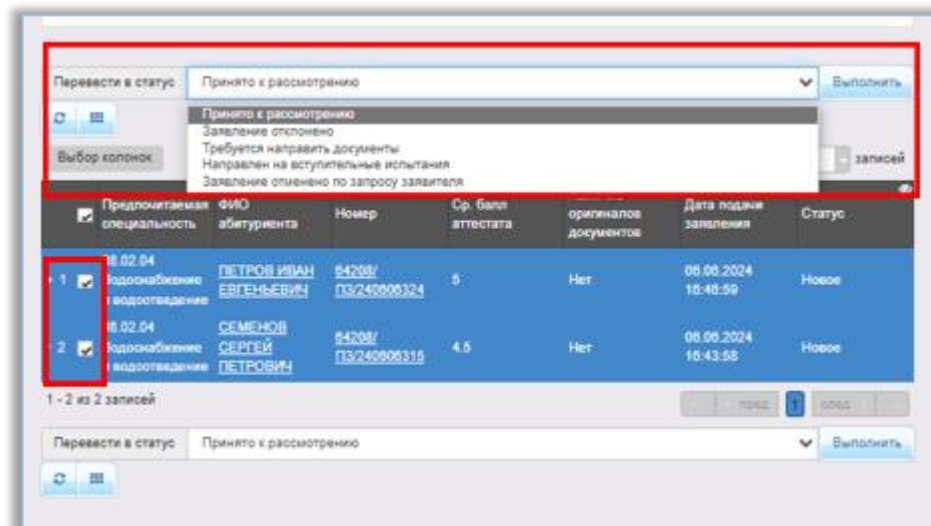 Перевести в статус Принято к рассмотрению Выполнить
Принято к рассмотрению
Заявление отклонено
Требуется направить документы
Направлен на вступительные испытания
Заявление отменено по запросу заявителя
Выбор колонок записей
Предпочитаемая специальность
ФИО абитуриента
Номер
Ср. балл аттестата
оригиналов документов
Дата подачи заявления
Статус
1 08.02.04 Водоснабжение и водоотведение
ПЕТРОВ ИВАН ЕВГЕНЬЕВИЧ
64208/ПЗ/240606324
5
Нет
06.06.2024 16:46:59
Новое
2 08.02.04 Водоснабжение и водоотведение
СЕМЕНОВ СЕРГЕЙ ПЕТРОВИЧ
64208/ПЗ/240606316
4.5
Нет
06.06.2024 16:43:58
Новое
1 - 2 из 2 записей пред. 1 след.
Перевести в статус Принято к рассмотрению Выполнить